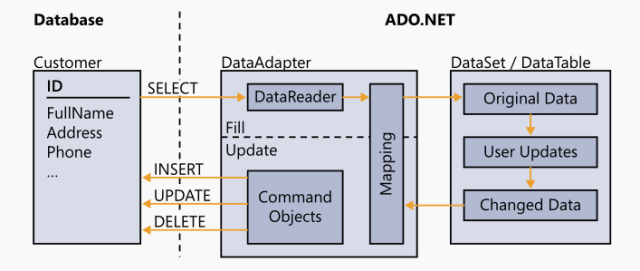 Database
ADO.NET
Customer
ID
FullName
Address
Phone
...
SELECT
INSERT
UPDATE
DELETE
DataAdapter
DataReader
Fill
Update
Command
Objects
Mapping
DataSet / DataTable
Original Data
User Updates
Changed Data